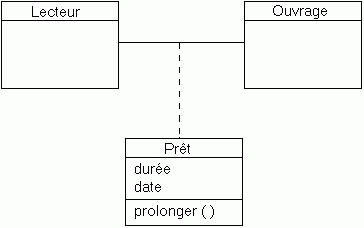 Lecteur
Ouvrage
Prêt
durée
date
prolonger ( )